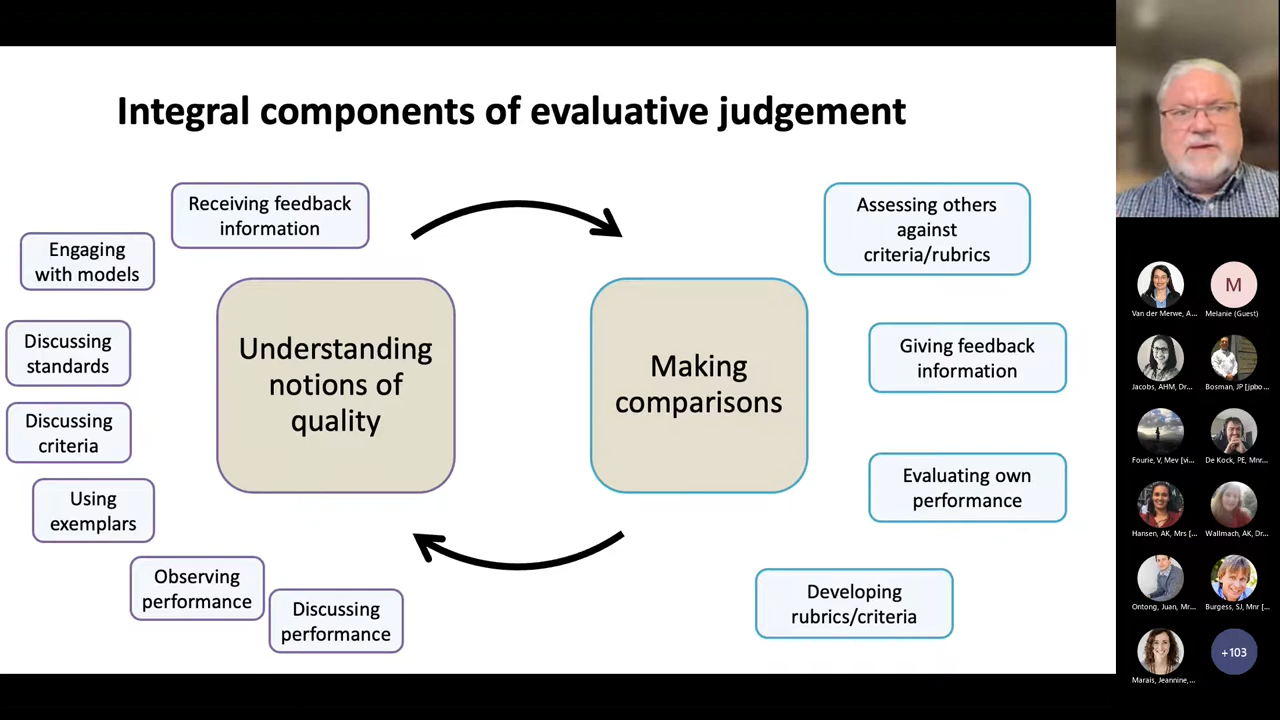 Integral components of evaluative judgement
Receiving feedback
information
Engaging
with models
Discussing
standards
Discussing
criteria
Using
exemplars
Observing
performance
Discussing
performance
Understanding
notions of
quality
Making
comparisons
Assessing others
against
criteria/rubrics
Giving feedback
information
Evaluating own
performance
Developing
rubrics/criteria
M
Van der Merwe, A...
Melanie (Guest)
Jacobs, AHM, Dr...
Bosman, JP [jpbo...
Fourie, V, Mev [vi...
De Kock, PE, Mnr...
Hansen, AK, Mrs [...
Wallmach, AK, Dr...
Ontong, Juan, Mr...
Burgess, SJ, Mnr [...
+103
Marais, Jeannine,...